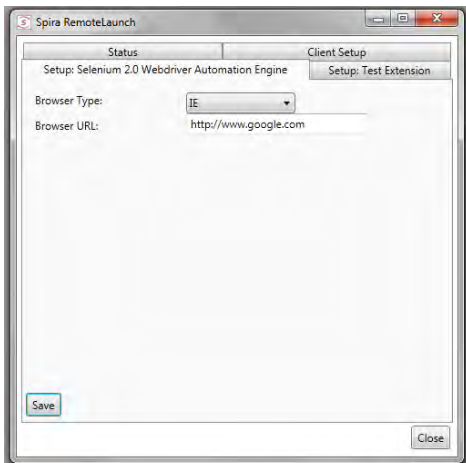 Spira RemoteLaunch
Status Client Setup
Setup: Selenium 2.0 Webdriver Automation Engine Setup: Test Extension
Browser Type: IE
Browser URL: http://www.google.com
Save
Close